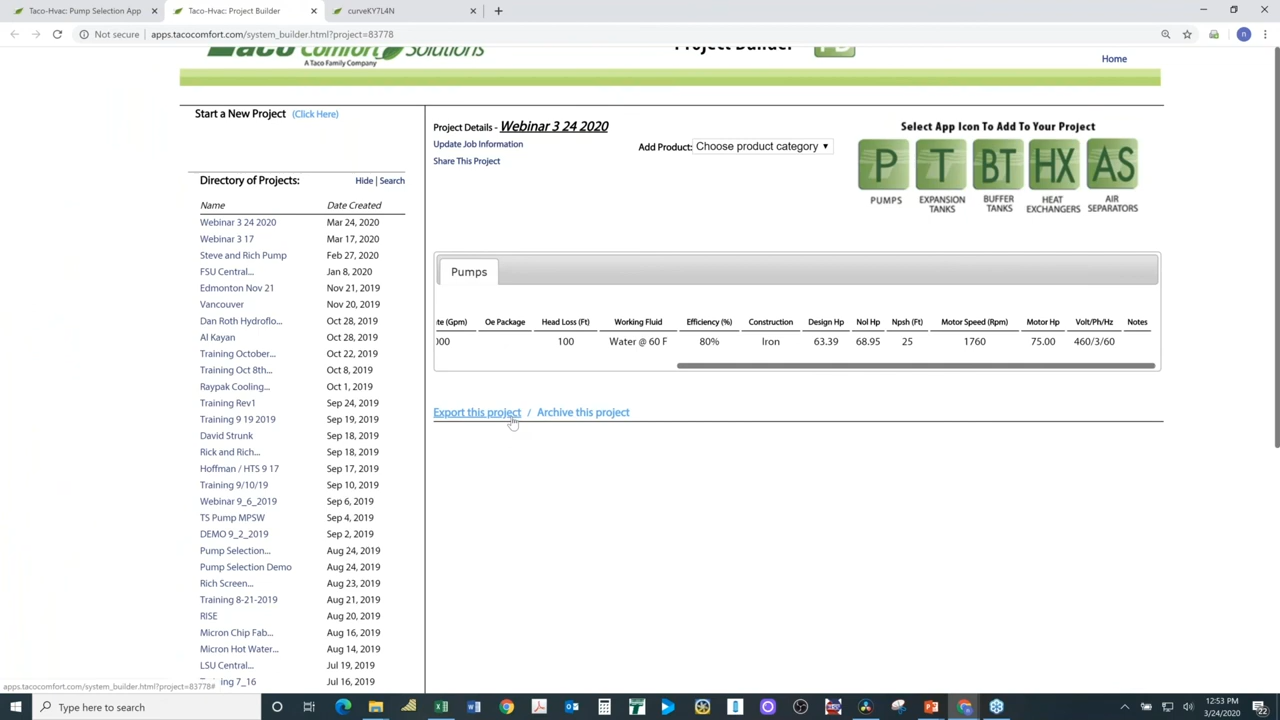 Taco-Hvac: Pump Selection App
Taco-Hvac: Project Builder
curveKY7L4N
Not secure | apps.tacocomfort.com/system_builder.html?project=83778
Taco Comfort Solutions
A Taco Family Company
Project Builder
PB
Home
Start a New Project (Click Here)
Project Details - Webinar 3 24 2020
Update Job Information
Share This Project
Add Product: Choose product category
Select App Icon To Add To Your Project
P T BT HX AS
PUMPS EXPANSION TANKS BUFFER TANKS HEAT EXCHANGERS AIR SEPARATORS
Directory of Projects: Hide | Search
Name Date Created
Webinar 3 24 2020 Mar 24, 2020
Webinar 3 17 Mar 17, 2020
Steve and Rich Pump Feb 27, 2020
FSU Central... Jan 8, 2020
Edmonton Nov 21 Nov 21, 2019
Vancouver Nov 20, 2019
Dan Roth Hydroflo... Oct 28, 2019
Al Kayan Oct 28, 2019
Training October... Oct 22, 2019
Training Oct 8th... Oct 8, 2019
Raypak Cooling... Oct 1, 2019
Training Rev1 Sep 24, 2019
Training 9 19 2019 Sep 19, 2019
David Strunk Sep 18, 2019
Rick and Rich... Sep 18, 2019
Hoffman / HTS 9 17 Sep 17, 2019
Training 9/10/19 Sep 10, 2019
Webinar 9_6_2019 Sep 6, 2019
TS Pump MPSW Sep 4, 2019
DEMO 9_2_2019 Sep 2, 2019
Pump Selection... Aug 24, 2019
Pump Selection Demo Aug 24, 2019
Rich Screen... Aug 23, 2019
Training 8-21-2019 Aug 21, 2019
RISE Aug 20, 2019
Micron Chip Fab... Aug 16, 2019
Micron Hot Water... Aug 14, 2019
LSU Central... Jul 19, 2019
Training 7_16 Jul 16, 2019
Pumps
te (Gpm) Oe Package Head Loss (Ft) Working Fluid Efficiency (%) Construction Design Hp Nol Hp Npsh (Ft) Motor Speed (Rpm) Motor Hp Volt/Ph/Hz Notes
000 100 Water @ 60 F 80% Iron 63.39 68.95 25 1760 75.00 460/3/60
Export this project / Archive this project
apps.tacocomfort.com/system_builder.html?project=83778#
Type here to search
12:53 PM
3/24/2020
22